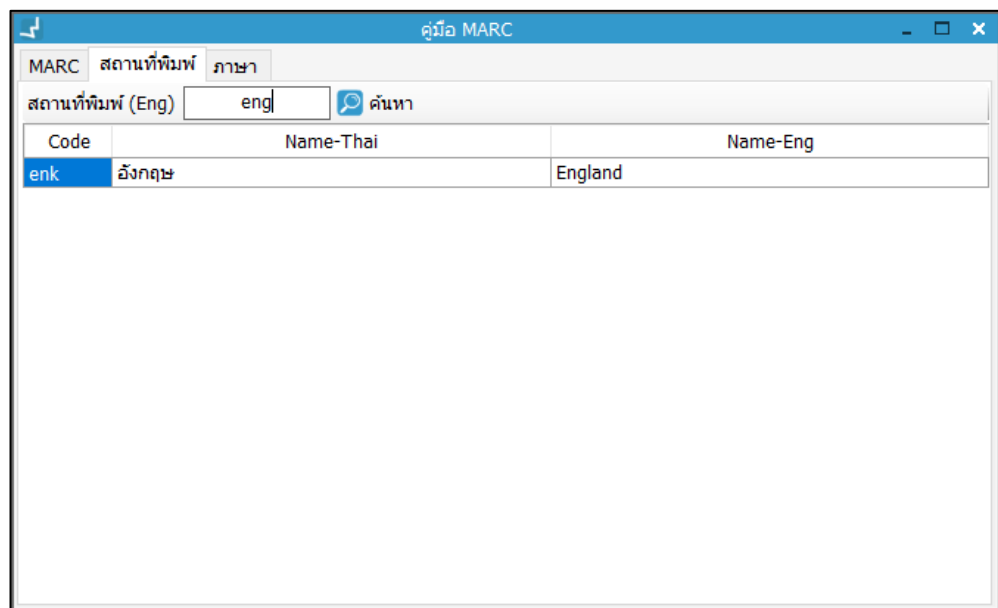 คู่มือ MARC
MARC สถานที่พิมพ์ ภาษา
สถานที่พิมพ์ (Eng) eng ค้นหา
Code Name-Thai Name-Eng
enk อังกฤษ England